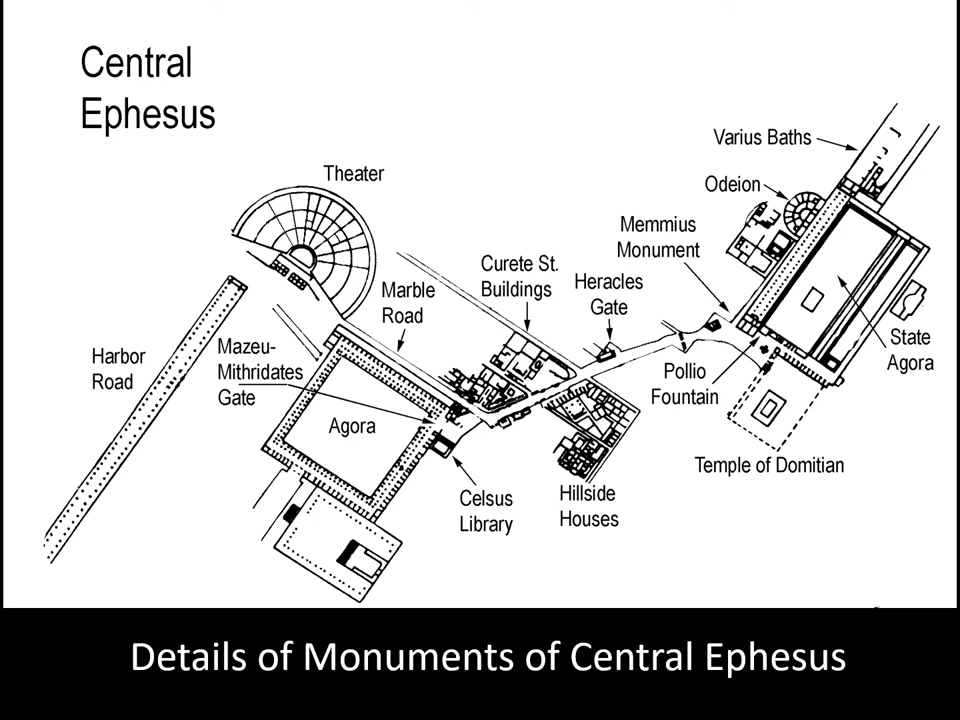 Central
Ephesus
Varius Baths
Theater
Odeion
Memmius
Monument
Curete St.
Buildings
Heracles
Gate
Marble
Road
Harbor
Road
Mazeu-
Mithridates
Gate
State
Agora
Pollio
Fountain
Agora
Temple of Domitian
Celsus
Library
Hillside
Houses
Details of Monuments of Central Ephesus